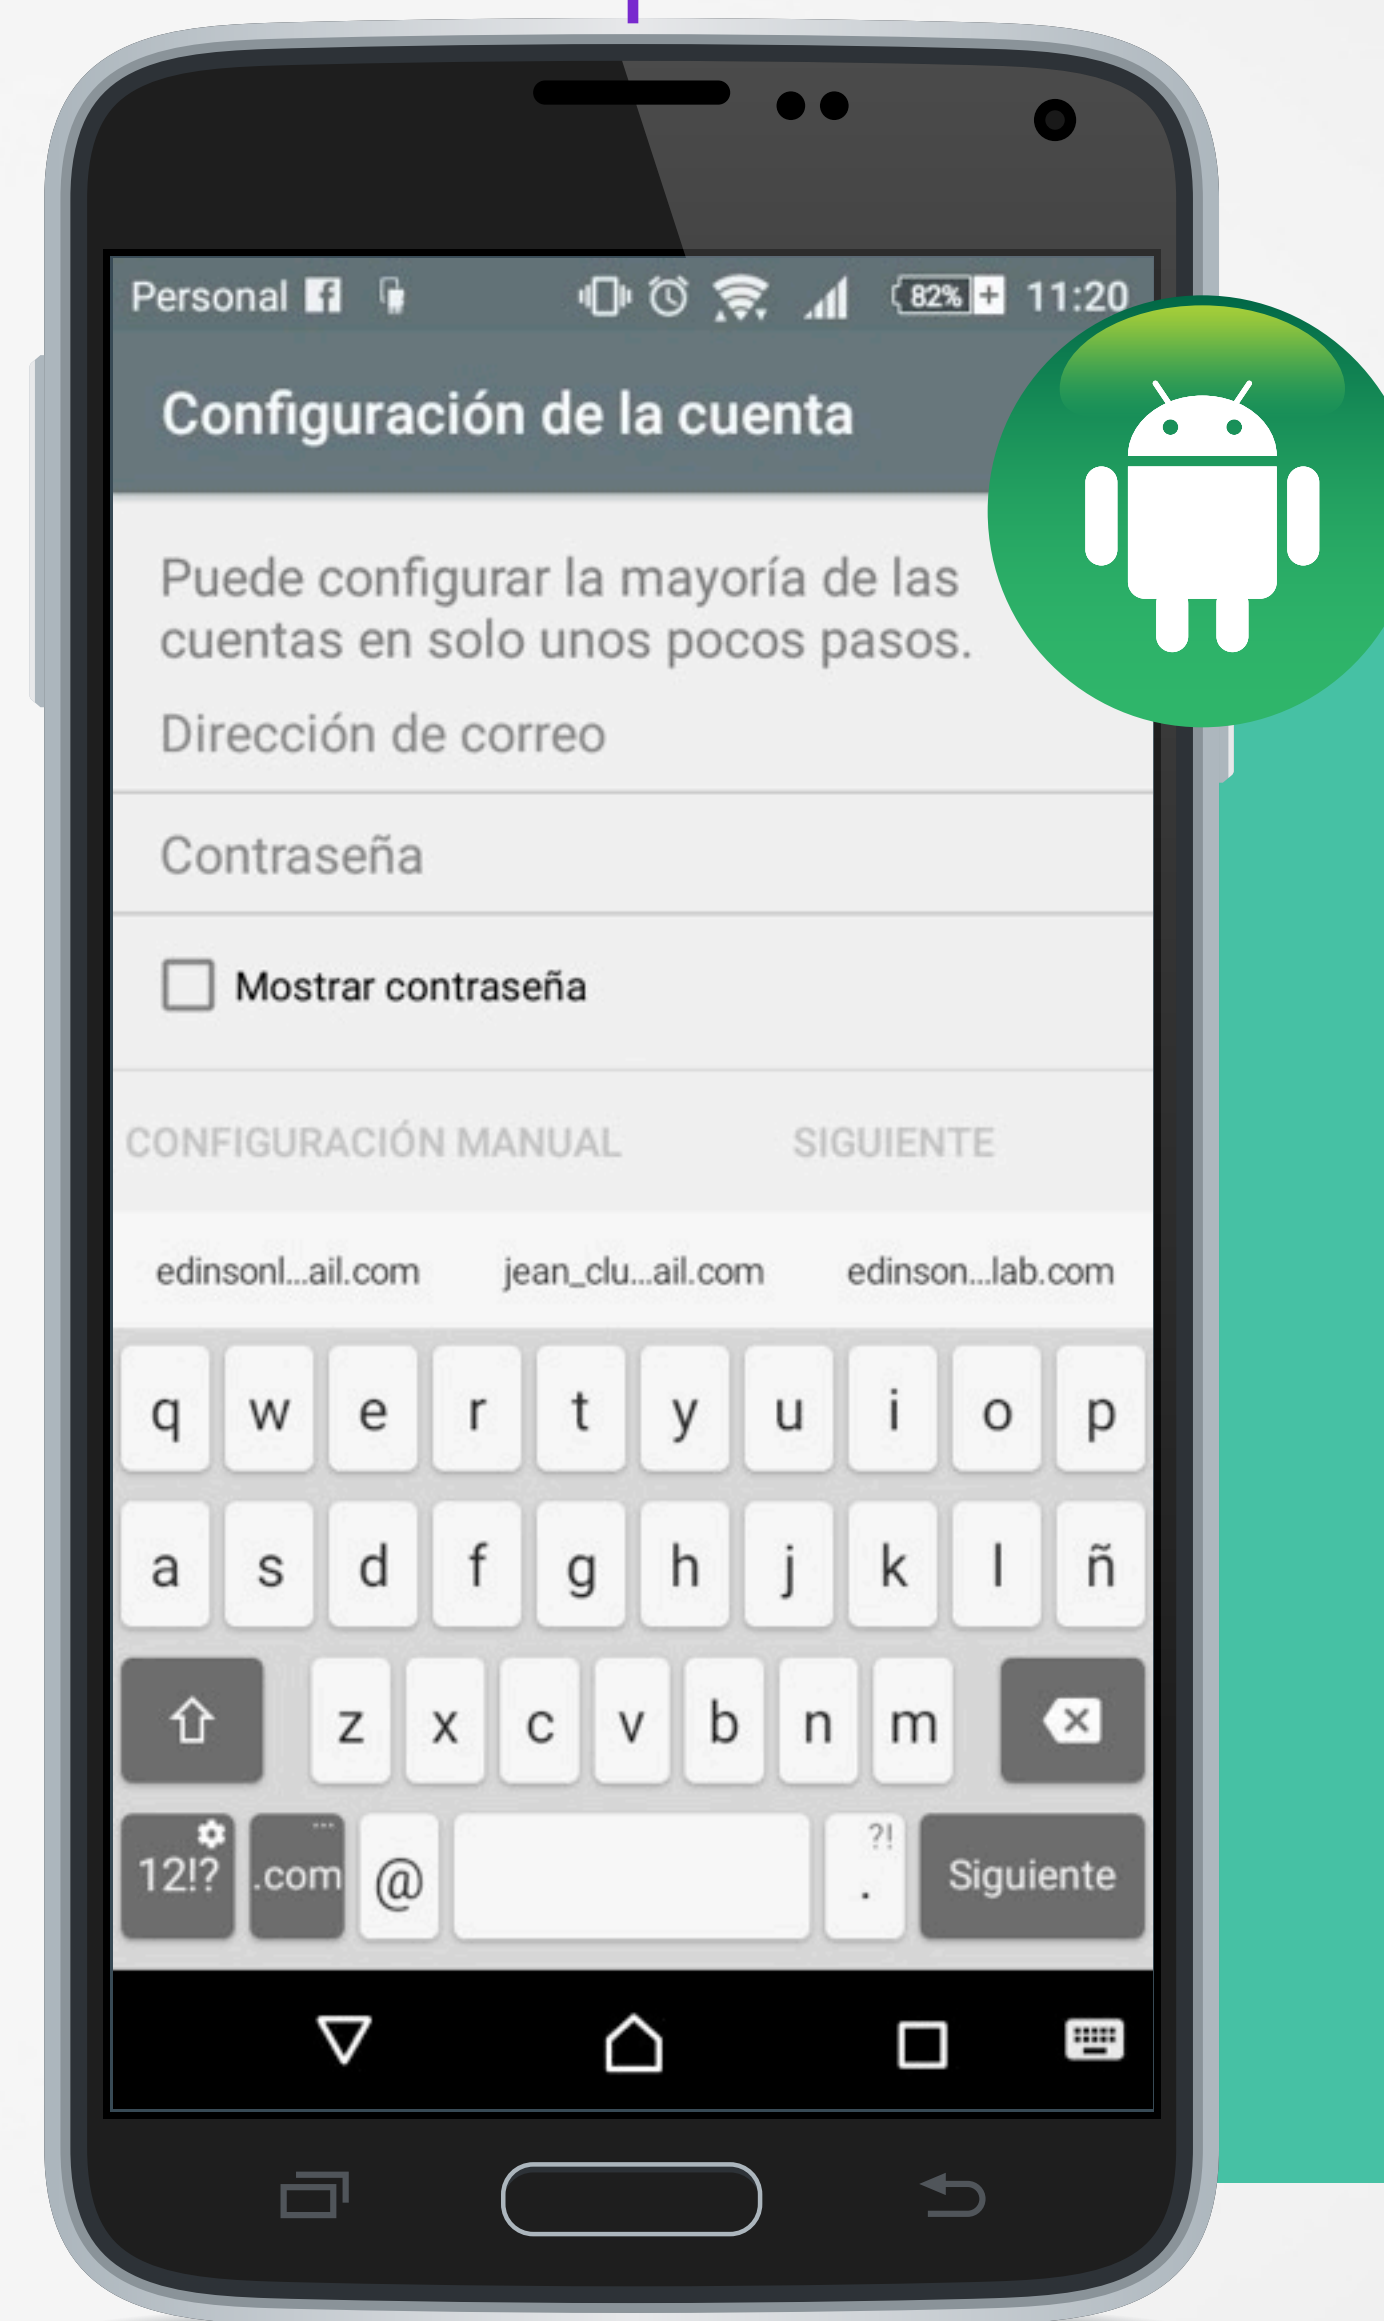 Personal 82% 11:20
Configuración de la cuenta
Puede configurar la mayoría de las
cuentas en solo unos pocos pasos.
Dirección de correo
Contraseña
Mostrar contraseña
CONFIGURACIÓN MANUAL SIGUIENTE
edinsonl...ail.com jean_clu...ail.com edinson...lab.com
q w e r t y u i o p
a s d f g h j k l ñ
z x c v b n m
12!? .com @ . ?! Siguiente